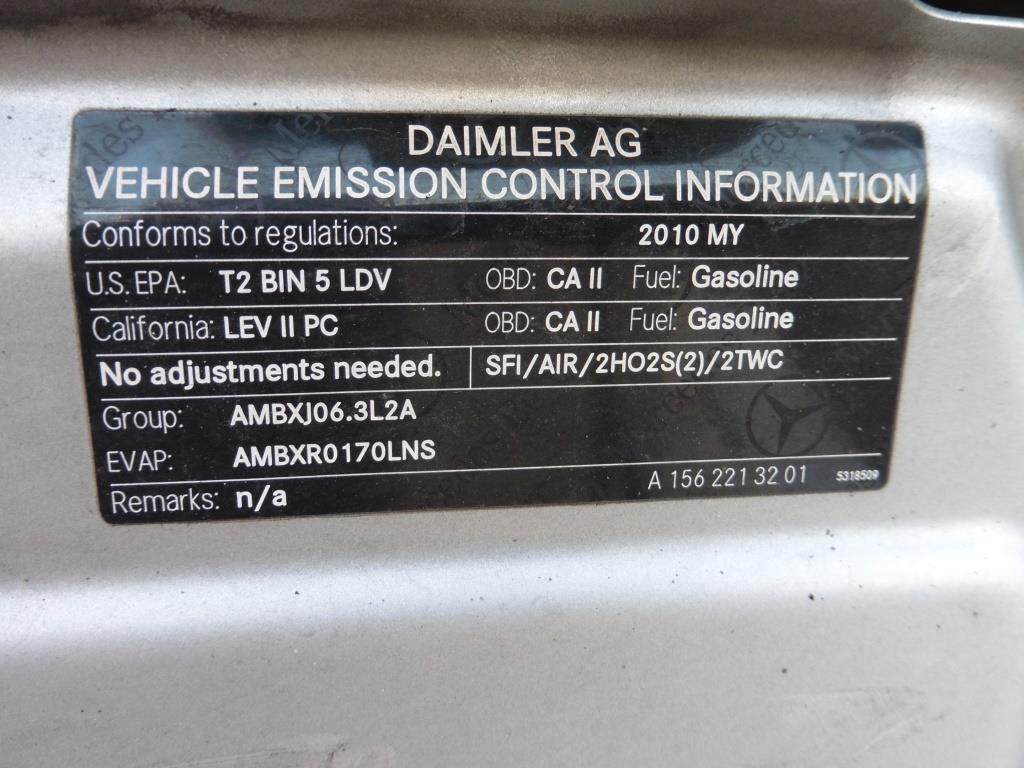 DAIMLER AG
VEHICLE EMISSION CONTROL INFORMATION
Conforms to regulations: 2010 MY
U.S. EPA: T2 BIN 5 LDV OBD: CA II Fuel: Gasoline
California: LEV II PC OBD: CA II Fuel: Gasoline
No adjustments needed. SFI/AIR/2HO2S(2)/2TWC
Group: AMBXJ06.3L2A
EVAP: AMBXR0170LNS
Remarks: n/a A 156 221 32 01 5318509